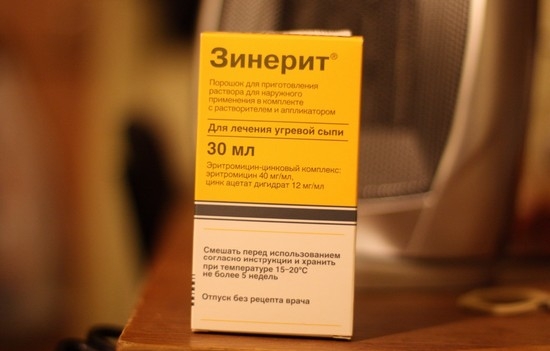 Зинерит®
Порошок для приготовления
раствора для наружного
применения в комплекте
с растворителем и аппликатором
Для лечения угревой сыпи
30 мл
Эритромицин-цинковый комплекс:
эритромицин 40 мг/мл,
цинк ацетат дигидрат 12 мг/мл
Смешать перед использованием
согласно инструкции и хранить
при температуре 15-20°C
не более 5 недель
Отпуск без рецепта врача